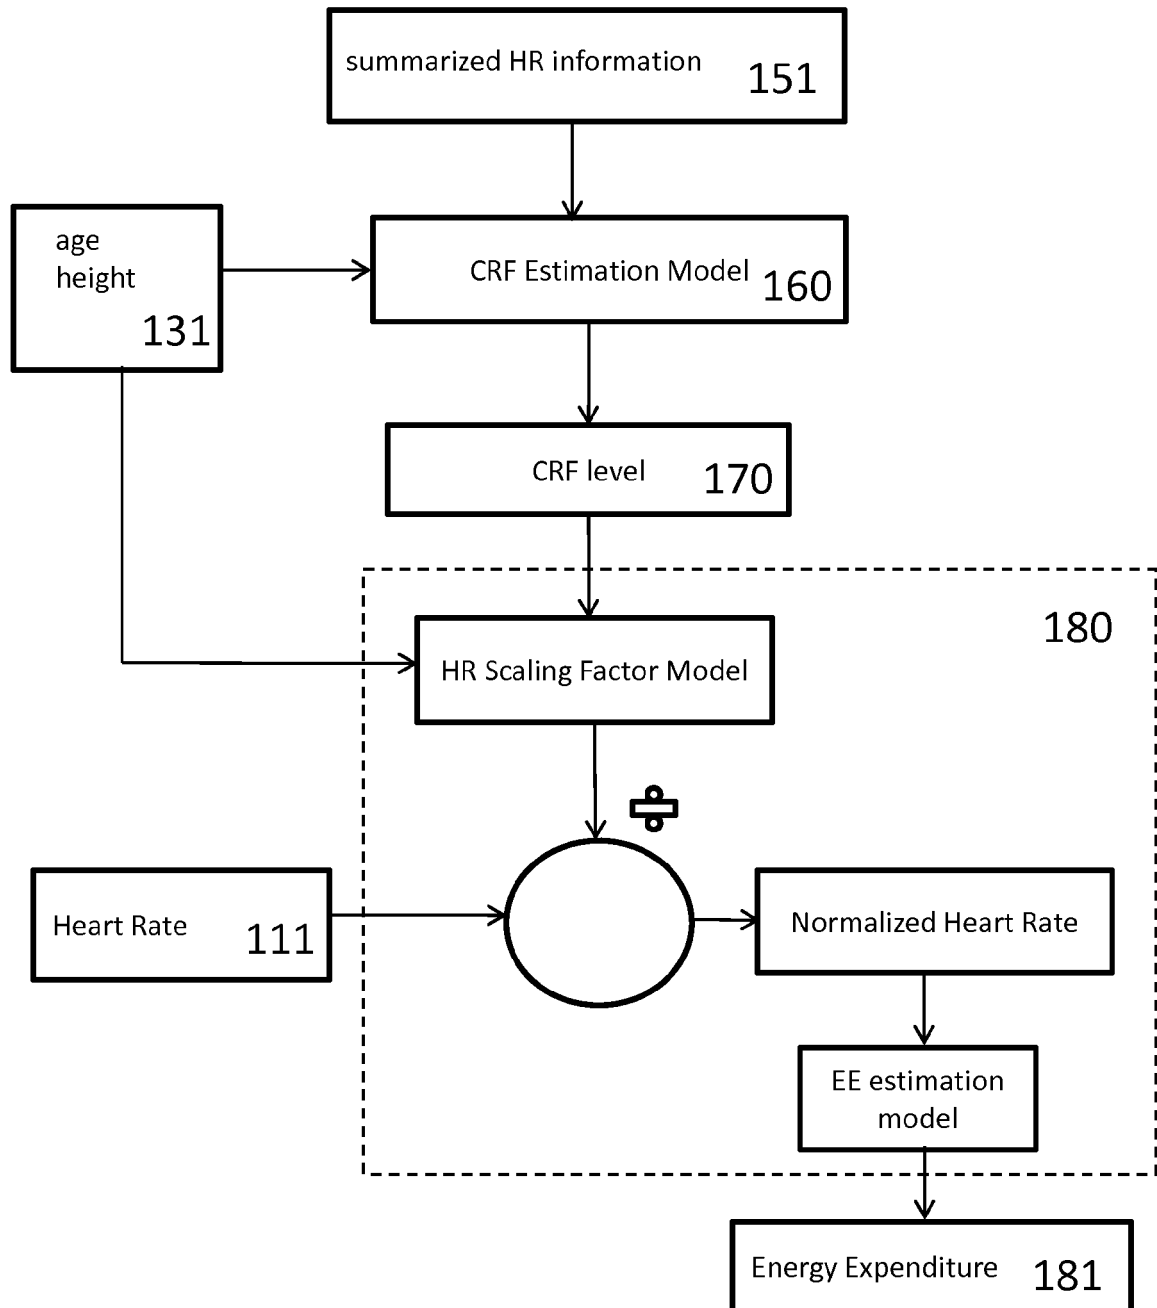 summarized HR information 151
age
height
131
CRF Estimation Model 160
CRF level 170
180
HR Scaling Factor Model
÷
Heart Rate 111
Normalized Heart Rate
EE estimation
model
Energy Expenditure 181